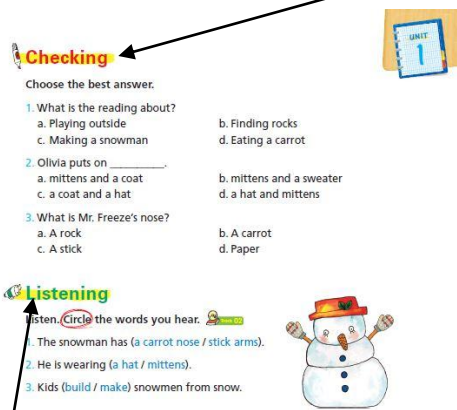 UNIT
1
Checking
Choose the best answer.
1. What is the reading about?
a. Playing outside b. Finding rocks
c. Making a snowman d. Eating a carrot
2. Olivia puts on __________.
a. mittens and a coat b. mittens and a sweater
c. a coat and a hat d. a hat and mittens
3. What is Mr. Freeze's nose?
a. A rock b. A carrot
c. A stick d. Paper
Listening
Listen. Circle the words you hear.
1. The snowman has (a carrot nose / stick arms).
2. He is wearing (a hat / mittens).
3. Kids (build / make) snowmen from snow.